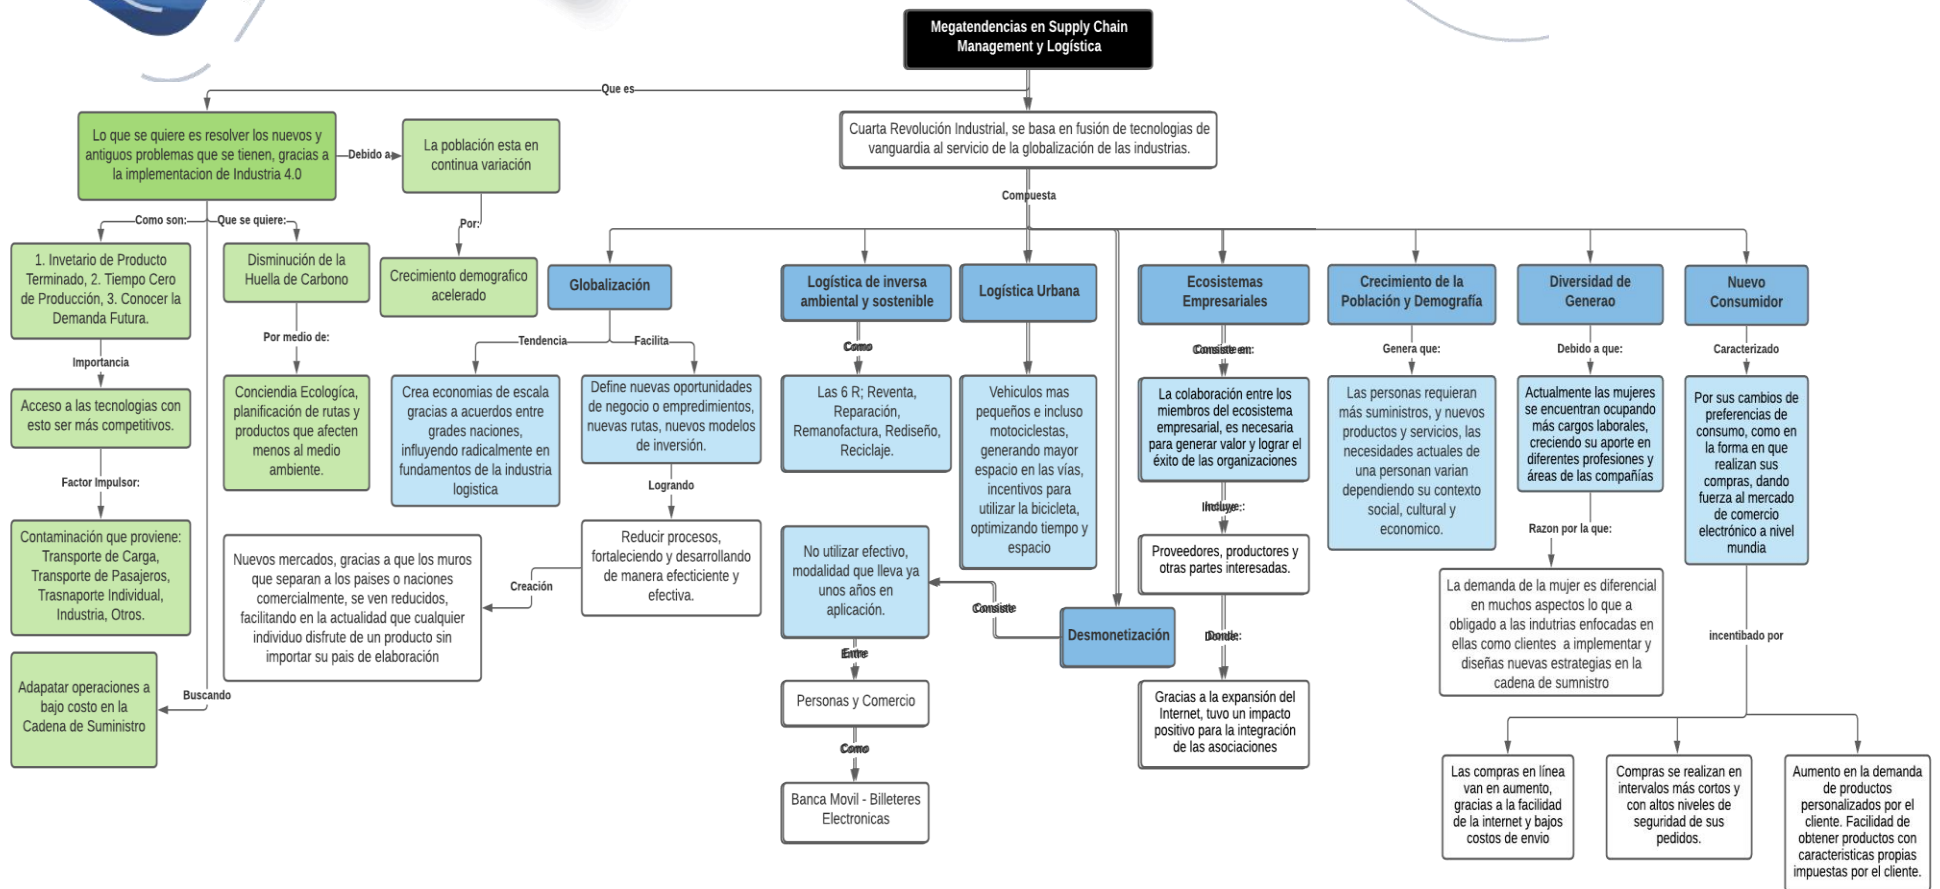 Megatendencias en Supply Chain
Management y Logística
Que es
Lo que se quiere es resolver los nuevos y
antiguos problemas que se tienen, gracias a
la implementacion de Industria 4.0
Debido a
La población esta en
continua variación
Por:
Crecimiento demografico
acelerado
Como son:
1. Invetario de Producto
Terminado, 2. Tiempo Cero
de Producción, 3. Conocer la
Demanda Futura.
Importancia
Acceso a las tecnologías con
esto ser más competitivos.
Factor Impulsor:
Contaminación que proviene:
Transporte de Carga,
Transporte de Pasajeros,
Trasnaporte Individual,
Industria, Otros.
Que se quiere:
Disminución de la
Huella de Carbono
Por medio de:
Conciendia Ecologíca,
planificación de rutas y
productos que afecten
menos al medio
ambiente.
Buscando
Adapatar operaciones a
bajo costo en la
Cadena de Suministro
Cuarta Revolución Industrial, se basa en fusión de tecnologias de
vanguardia al servicio de la globalización de las industrias.
Compuesta
Globalización
Tendencia
Crea economias de escala
gracias a acuerdos entre
grades naciones,
influyendo radicalmente en
fundamentos de la industria
logistica
Facilita
Define nuevas oportunidades
de negocio o empredimientos,
nuevas rutas, nuevos modelos
de inversión.
Logrando
Reducir procesos,
fortaleciendo y desarrollando
de manera efecticiente y
efectiva.
Creación
Nuevos mercados, gracias a que los muros
que separan a los paises o naciones
comercialmente, se ven reducidos,
facilitando en la actualidad que cualquier
individuo disfrute de un producto sin
importar su pais de elaboración
Logística de inversa
ambiental y sostenible
Como
Las 6 R; Reventa,
Reparación,
Remanofactura, Rediseño,
Reciclaje.
Logística Urbana
Vehiculos mas
pequeños e incluso
motociclestas,
generando mayor
espacio en las vías,
incentivos para
utilizar la bicicleta,
optimizando tiempo y
espacio
Desmonetización
Consiste
No utilizar efectivo,
modalidad que lleva ya
unos años en
aplicación.
Entre
Personas y Comercio
Como
Banca Movil - Billeteres
Electronicas
Ecosistemas
Empresariales
Consiste en:
La colaboración entre los
miembros del ecosistema
empresarial, es necesaria
para generar valor y lograr el
éxito de las organizaciones
Incluye:
Proveedores, productores y
otras partes interesadas.
Donde:
Gracias a la expansión del
Internet, tuvo un impacto
positivo para la integración
de las asociaciones
Crecimiento de la
Población y Demografía
Genera que:
Las personas requieran
más suministros, y nuevos
productos y servicios, las
necesidades actuales de
una personan varian
dependiendo su contexto
social, cultural y
economico.
Diversidad de
Generao
Debido a que:
Actualmente las mujeres
se encuentran ocupando
más cargos laborales,
creciendo su aporte en
diferentes profesiones y
áreas de las compañías
Razon por la que:
La demanda de la mujer es diferencial
en muchos aspectos lo que a
obligado a las indutrias enfocadas en
ellas como clientes a implementar y
diseñas nuevas estrategias en la
cadena de sumnistro
Nuevo
Consumidor
Caracterizado
Por sus cambios de
preferencias de
consumo, como en
la forma en que
realizan sus
compras, dando
fuerza al mercado
de comercio
electrónico a nivel
mundia
incentibado por
Las compras en línea
van en aumento,
gracias a la facilidad
de la internet y bajos
costos de envio
Compras se realizan en
intervalos más cortos y
con altos niveles de
seguridad de sus
pedidos.
Aumento en la demanda
de productos
personalizados por el
cliente. Facilidad de
obtener productos con
caracteristicas propias
impuestas por el cliente.